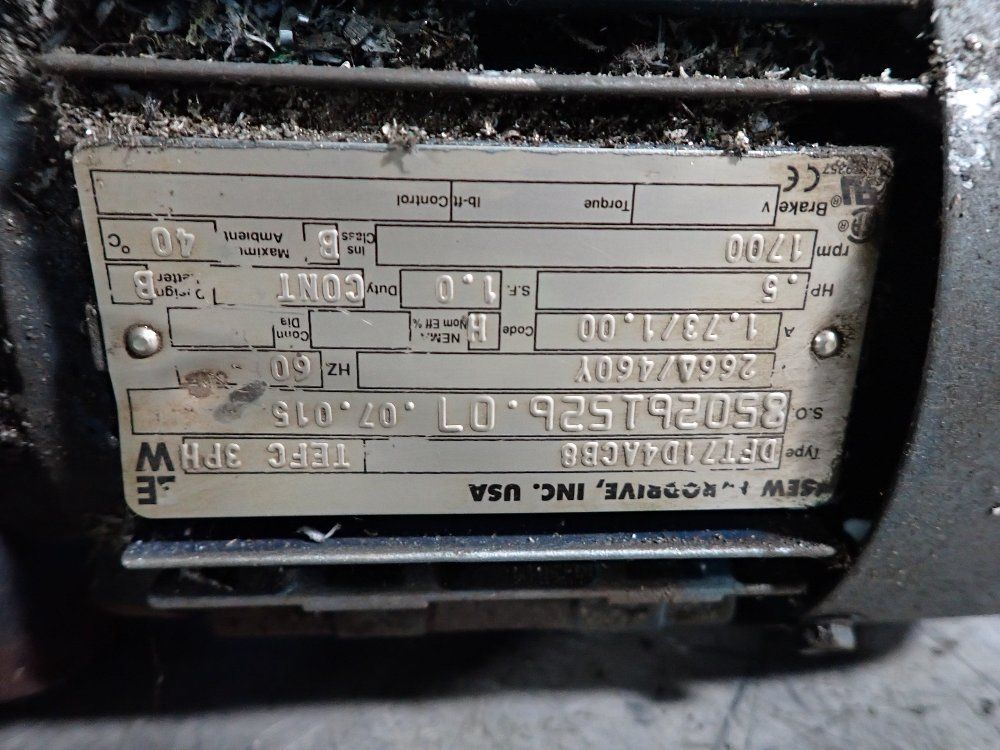 SEW EURODRIVE, INC. USA
Type DFT71D4ACB8 TEFC 3PH
S.O. 850261526.07 .07.015
266Δ/460Y HZ 60
A 1.73/1.00 Code H NEMA Nom Eff % Conn Dia
HP .5 S.F. 1.0 Duty CONT Design Letter B
rpm 1700 Ins Class B Ambient 40 °C
Brake V Torque lb-ft Control
CE